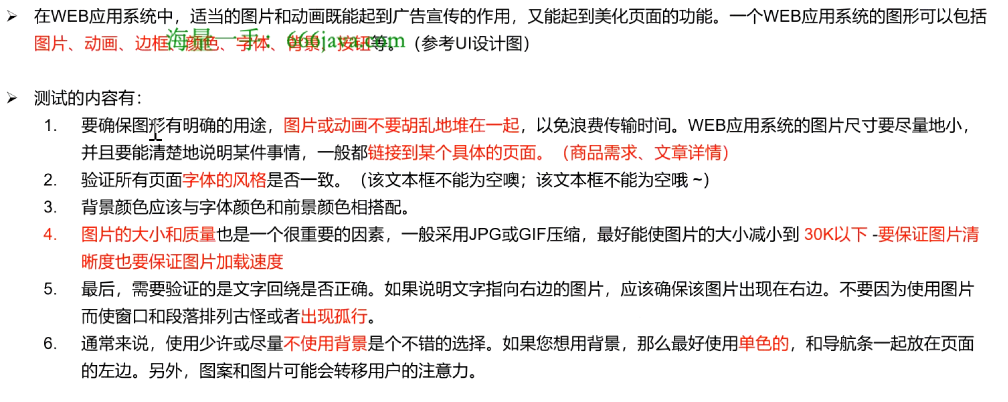 ➢ 在WEB应用系统中，适当的图片和动画既能起到广告宣传的作用，又能起到美化页面的功能。一个WEB应用系统的图形可以包括
图片、动画、边框、颜色、字体、背景、按钮等。（参考UI设计图）
海量一手：666java.com
➢ 测试的内容有：
1. 要确保图形有明确的用途，图片或动画不要胡乱地堆在一起，以免浪费传输时间。WEB应用系统的图片尺寸要尽量地小，
并且要能清楚地说明某件事情，一般都链接到某个具体的页面。（商品需求、文章详情）
2. 验证所有页面字体的风格是否一致。（该文本框不能为空噢；该文本框不能为空哦 ~）
3. 背景颜色应该与字体颜色和前景颜色相搭配。
4. 图片的大小和质量也是一个很重要的因素，一般采用JPG或GIF压缩，最好能使图片的大小减小到 30K以下 -要保证图片清
晰度也要保证图片加载速度
5. 最后，需要验证的是文字回绕是否正确。如果说明文字指向右边的图片，应该确保该图片出现在右边。不要因为使用图片
而使窗口和段落排列古怪或者出现孤行。
6. 通常来说，使用少许或尽量不使用背景是个不错的选择。如果您想用背景，那么最好使用单色的，和导航条一起放在页面
的左边。另外，图案和图片可能会转移用户的注意力。